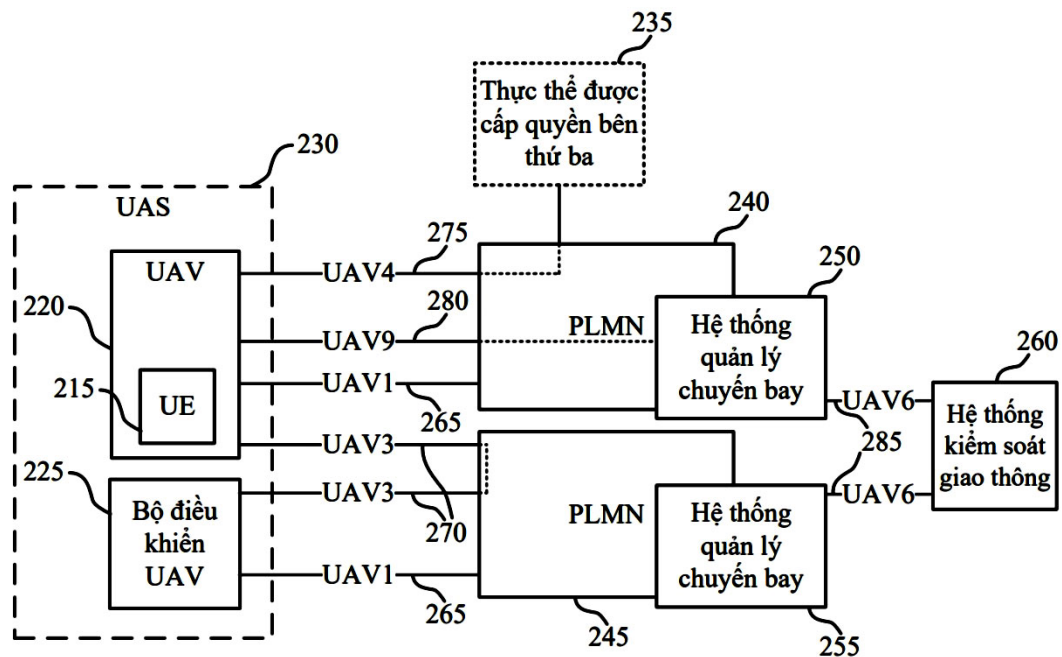 235
Thực thể được
cấp quyền bên
thứ ba
230
UAS
240
275
UAV
UAV4
250
220
280
UAV9
PLMN
Hệ thống
quản lý
chuyến bay
260
215
UE
UAV1
265
UAV6
285
Hệ thống
kiểm soát
giao thông
225
UAV3
UAV3
270
UAV6
Bộ điều
khiển
UAV
PLMN
Hệ thống
quản lý
chuyến bay
UAV1
265
245
255